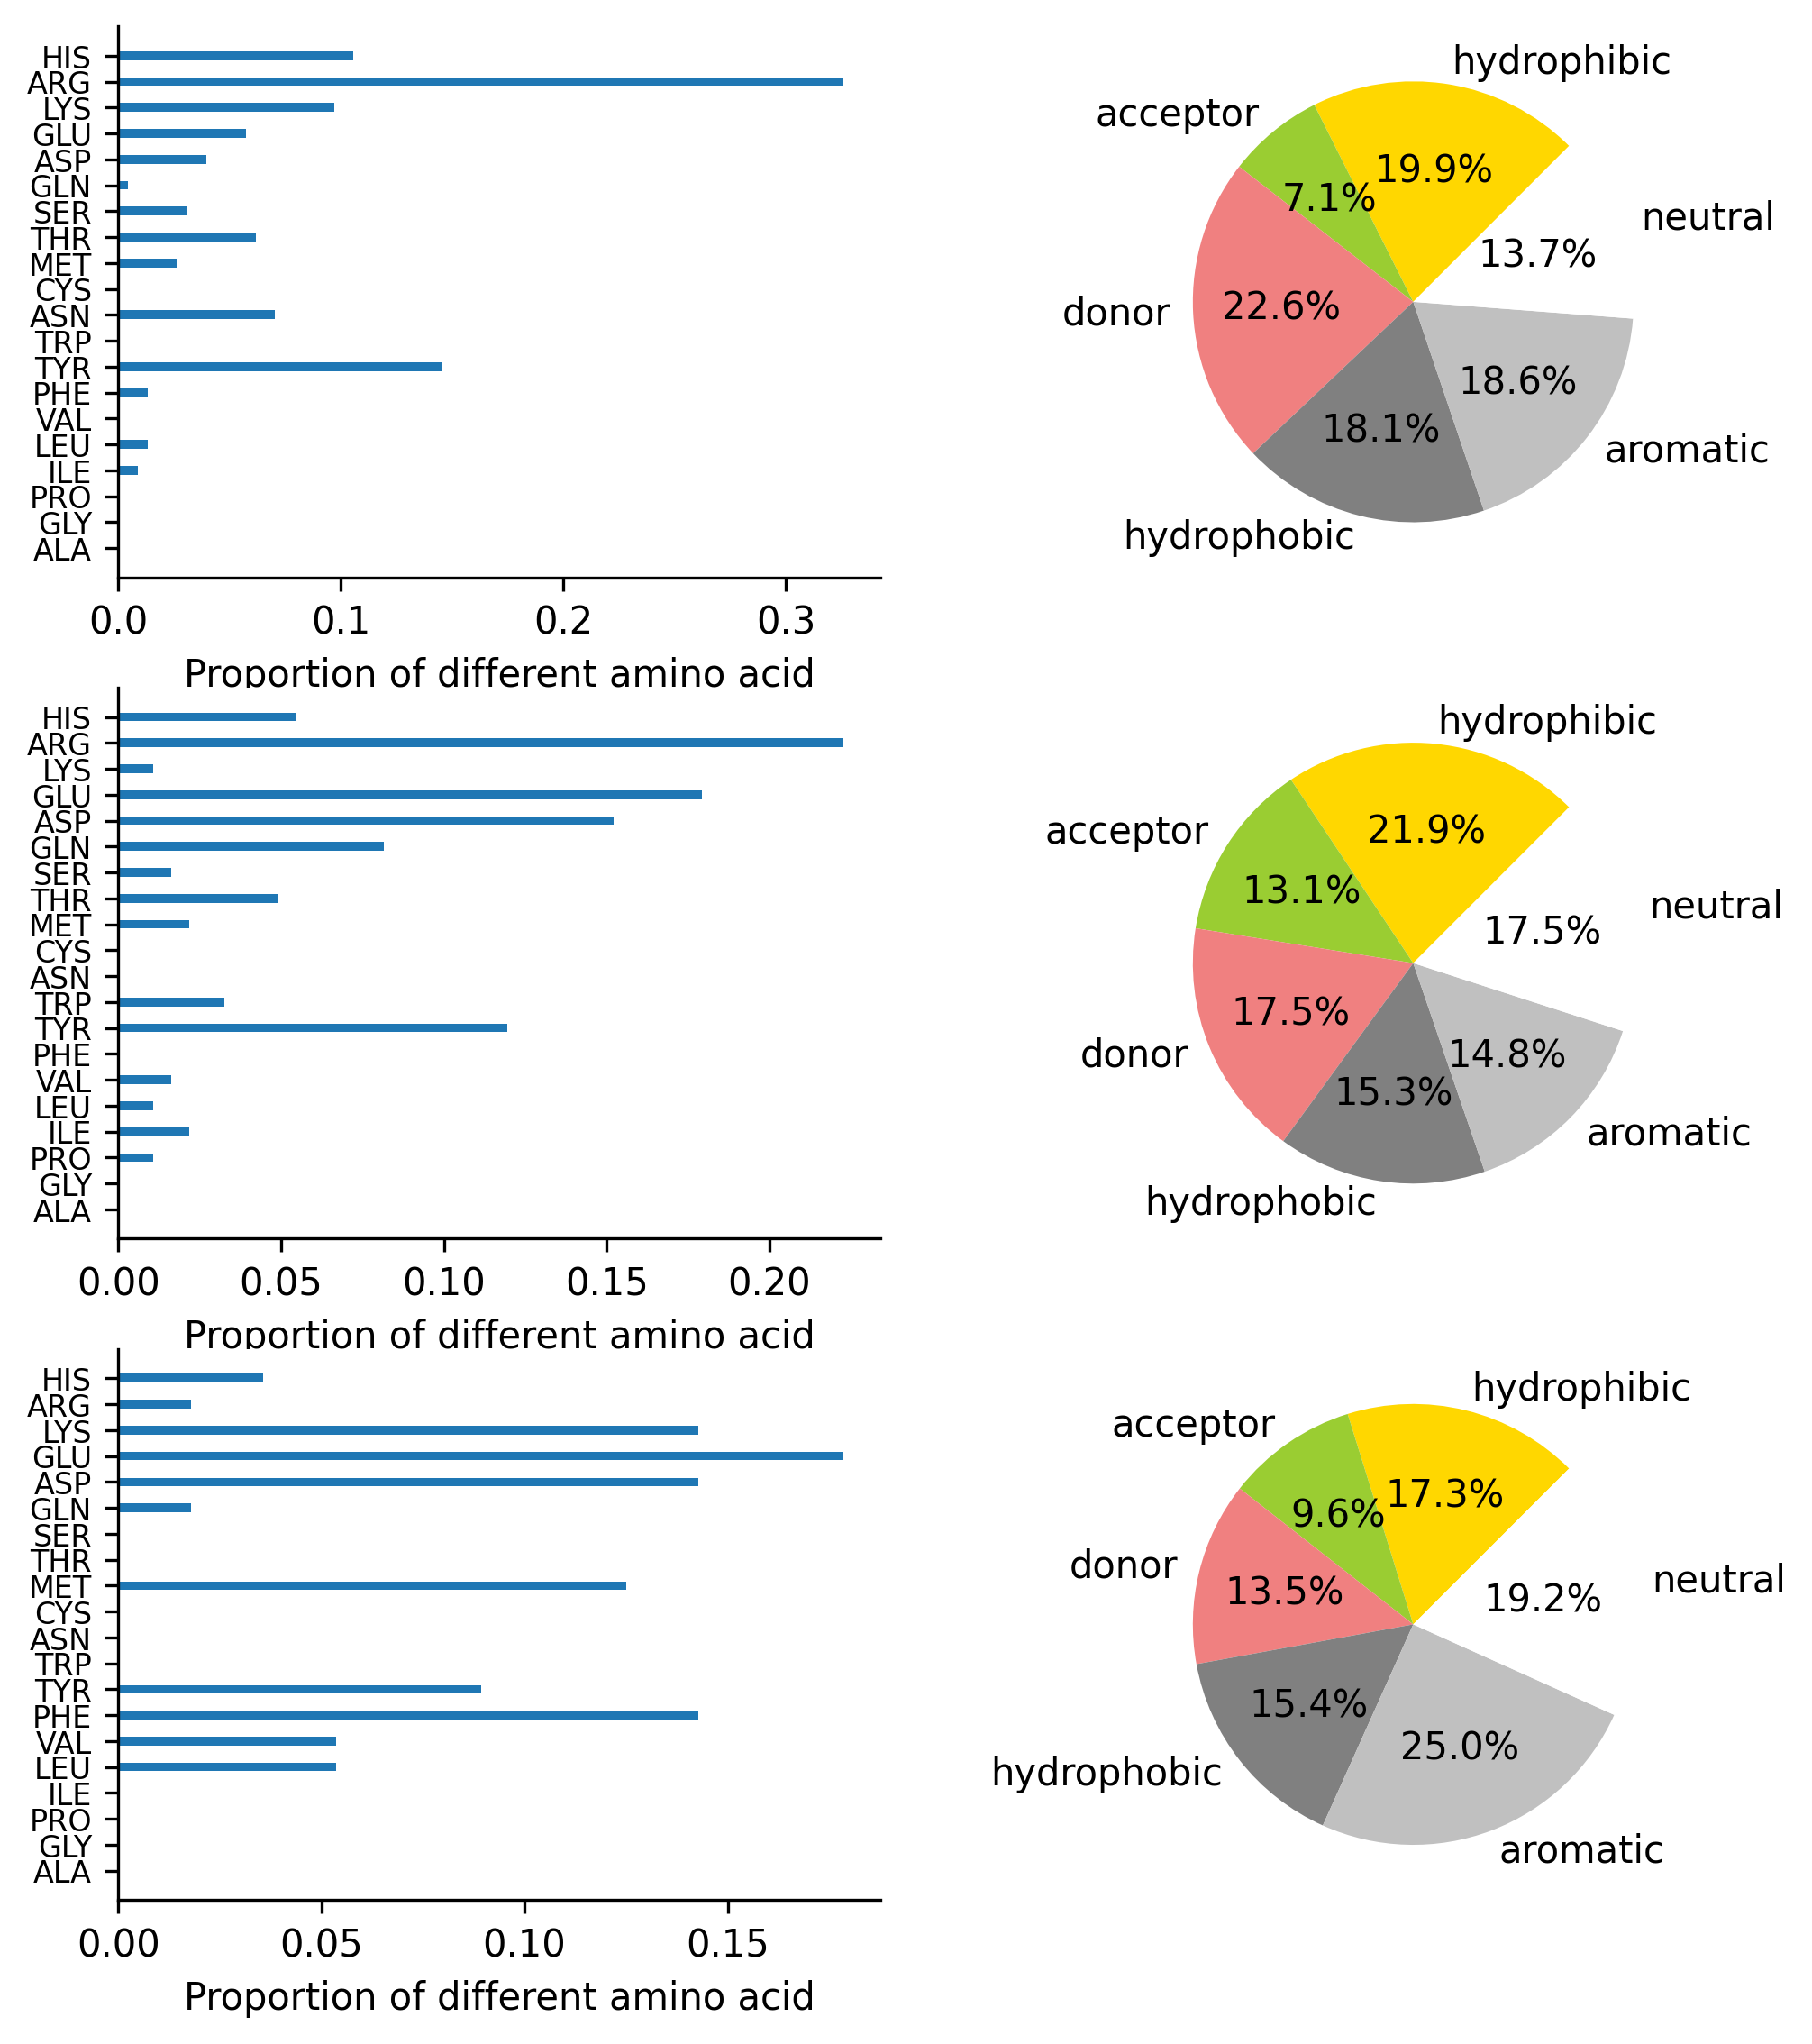 HIS
ARG
LYS
GLU
ASP
GLN
SER
THR
MET
CYS
ASN
TRP
TYR
PHE
VAL
LEU
ILE
PRO
GLY
ALA
0.0 0.1 0.2 0.3
Proportion of different amino acid
hydrophibic
acceptor
19.9%
7.1%
neutral
13.7%
donor
22.6%
18.6%
18.1%
aromatic
hydrophobic
HIS
ARG
LYS
GLU
ASP
GLN
SER
THR
MET
CYS
ASN
TRP
TYR
PHE
VAL
LEU
ILE
PRO
GLY
ALA
0.00 0.05 0.10 0.15 0.20
Proportion of different amino acid
hydrophibic
acceptor
21.9%
13.1%
neutral
17.5%
17.5%
donor
14.8%
15.3%
aromatic
hydrophobic
HIS
ARG
LYS
GLU
ASP
GLN
SER
THR
MET
CYS
ASN
TRP
TYR
PHE
VAL
LEU
ILE
PRO
GLY
ALA
0.00 0.05 0.10 0.15
Proportion of different amino acid
hydrophibic
acceptor
17.3%
9.6%
donor
13.5%
neutral
19.2%
15.4%
25.0%
hydrophobic
aromatic